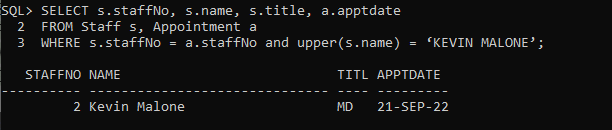 SQL> SELECT s.staffNo, s.name, s.title, a.apptdate
2 FROM Staff s, Appointment a
3 WHERE s.staffNo = a.staffNo and upper(s.name) = ‘KEVIN MALONE’;
STAFFNO NAME TITL APPTDATE
---------- ------------------------------ ---- ---------
2 Kevin Malone MD 21-SEP-22